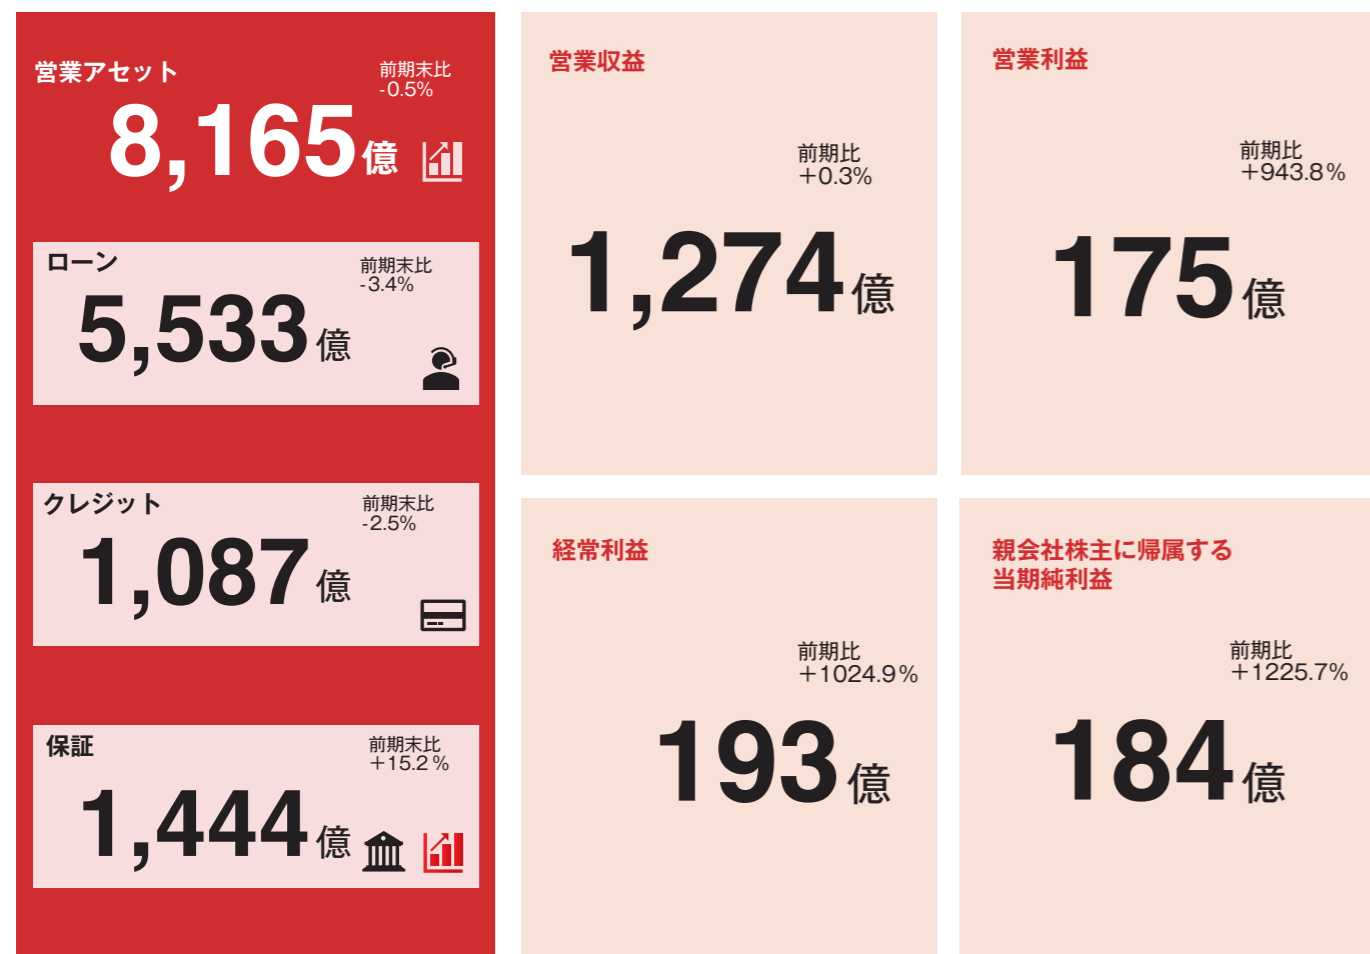 営業アセット
前期末比
-0.5%
8,165億
ローン
前期末比
-3.4%
5,533億
クレジット
前期末比
-2.5%
1,087億
保証
前期末比
+15.2%
1,444億
営業収益
前期比
+0.3%
1,274億
営業利益
前期比
+943.8%
175億
経常利益
前期比
+1024.9%
193億
親会社株主に帰属する
当期純利益
前期比
+1225.7%
184億